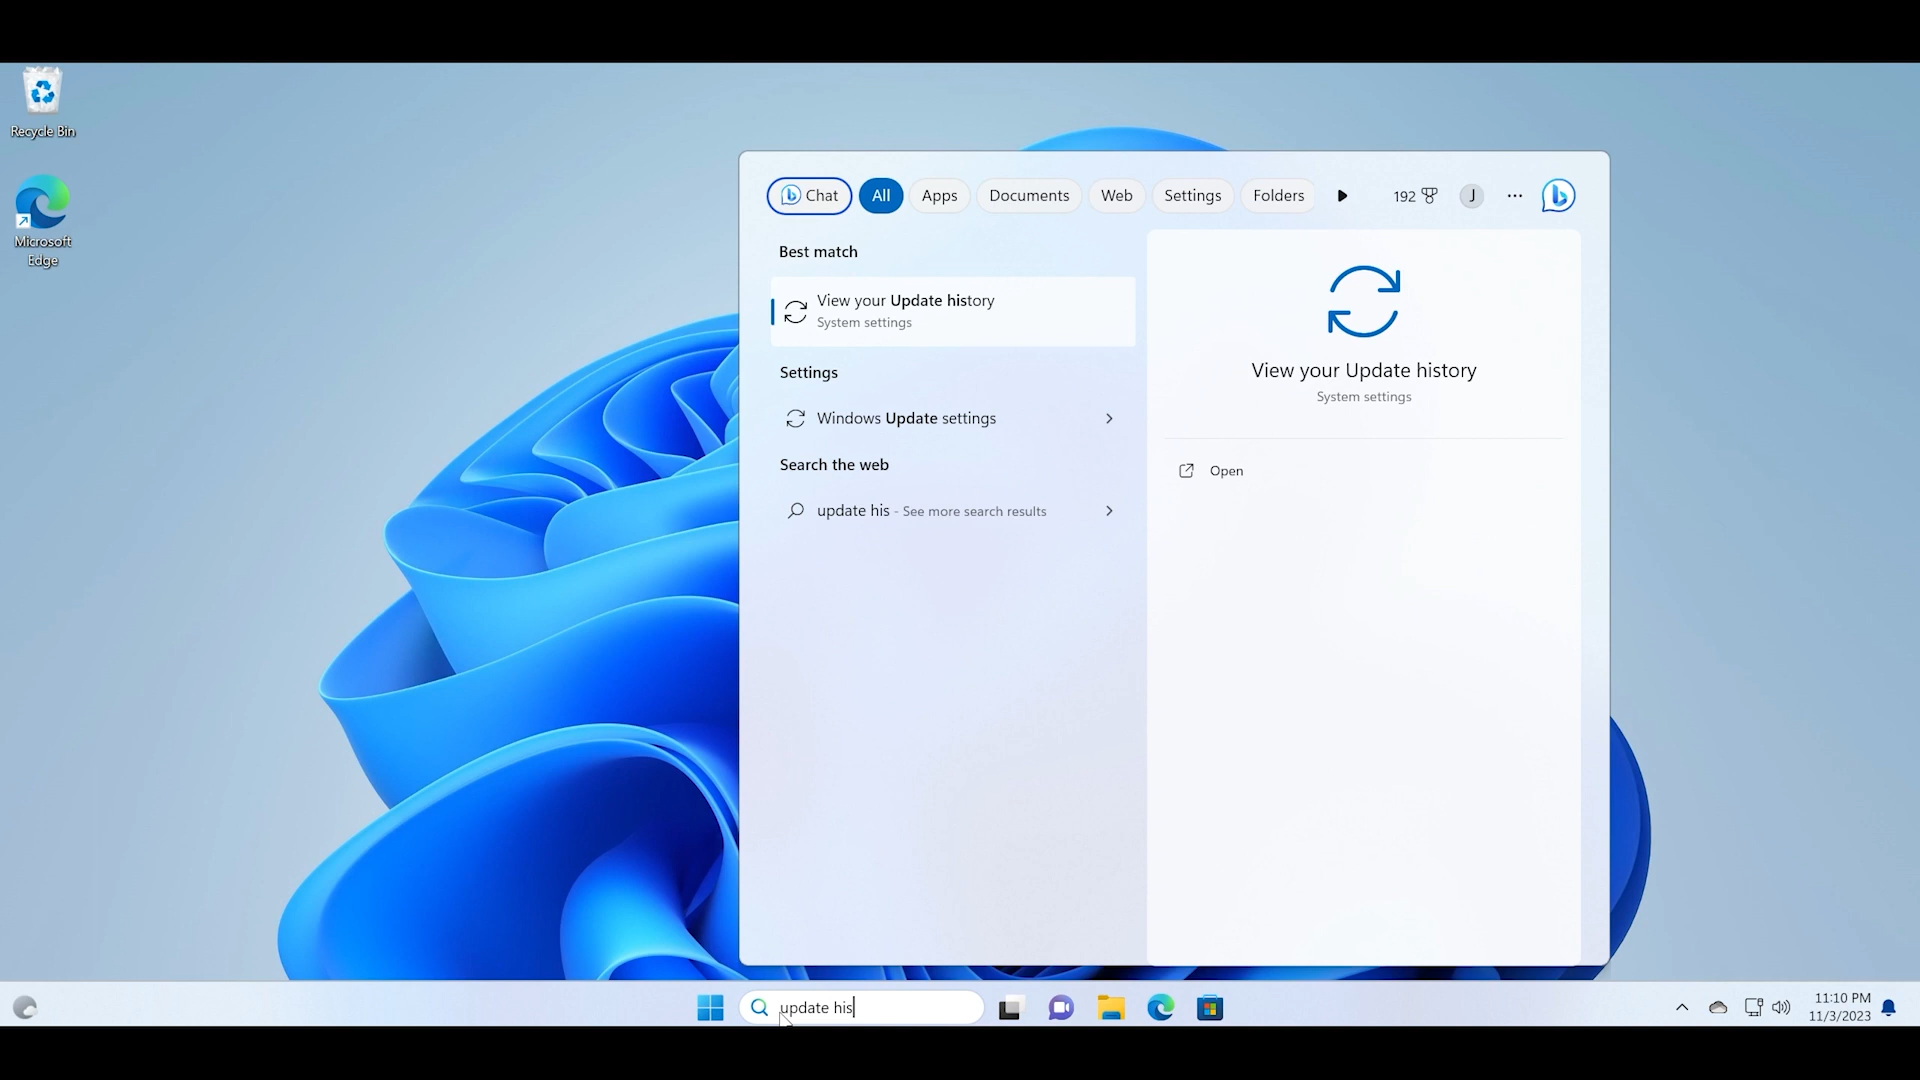 Recycle Bin
Microsoft
Edge
Chat
All
Apps
Documents
Web
Settings
Folders
192
J
Best match
View your Update history
System settings
Settings
Windows Update settings
Search the web
update his - See more search results
View your Update history
System settings
Open
update his
11:10 PM
11/3/2023